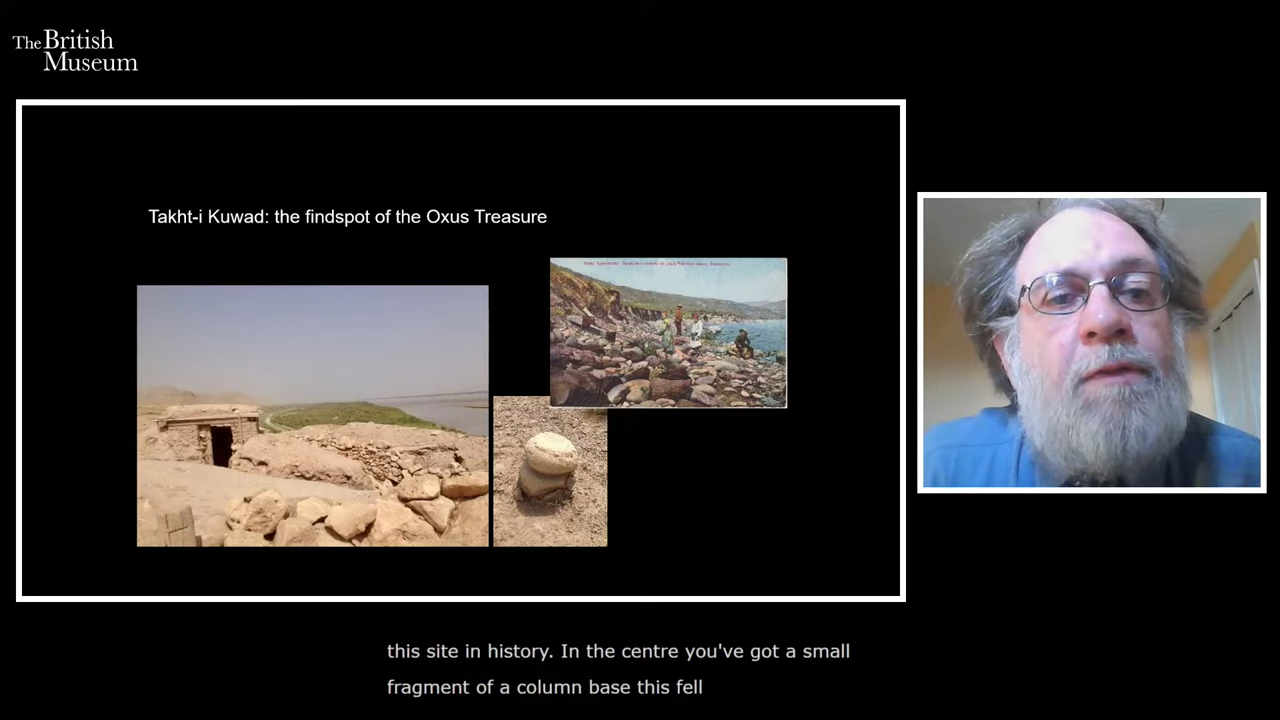 The British
Museum
Takht-i Kuwad: the findspot of the Oxus Treasure
this site in history. In the centre you've got a small
fragment of a column base this fell